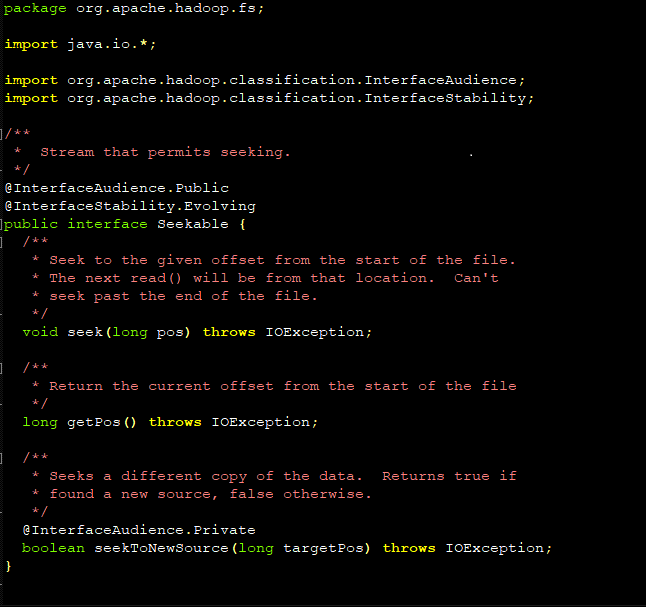 package org.apache.hadoop.fs;
import java.io.*;
import org.apache.hadoop.classification.InterfaceAudience;
import org.apache.hadoop.classification.InterfaceStability;
/**
 *  Stream that permits seeking.
 */
@InterfaceAudience.Public
@InterfaceStability.Evolving
public interface Seekable {
  /**
   * Seek to the given offset from the start of the file.
   * The next read() will be from that location.  Can't
   * seek past the end of the file.
   */
  void seek(long pos) throws IOException;
  /**
   * Return the current offset from the start of the file
   */
  long getPos() throws IOException;
  /**
   * Seeks a different copy of the data.  Returns true if
   * found a new source, false otherwise.
   */
  @InterfaceAudience.Private
  boolean seekToNewSource(long targetPos) throws IOException;
}